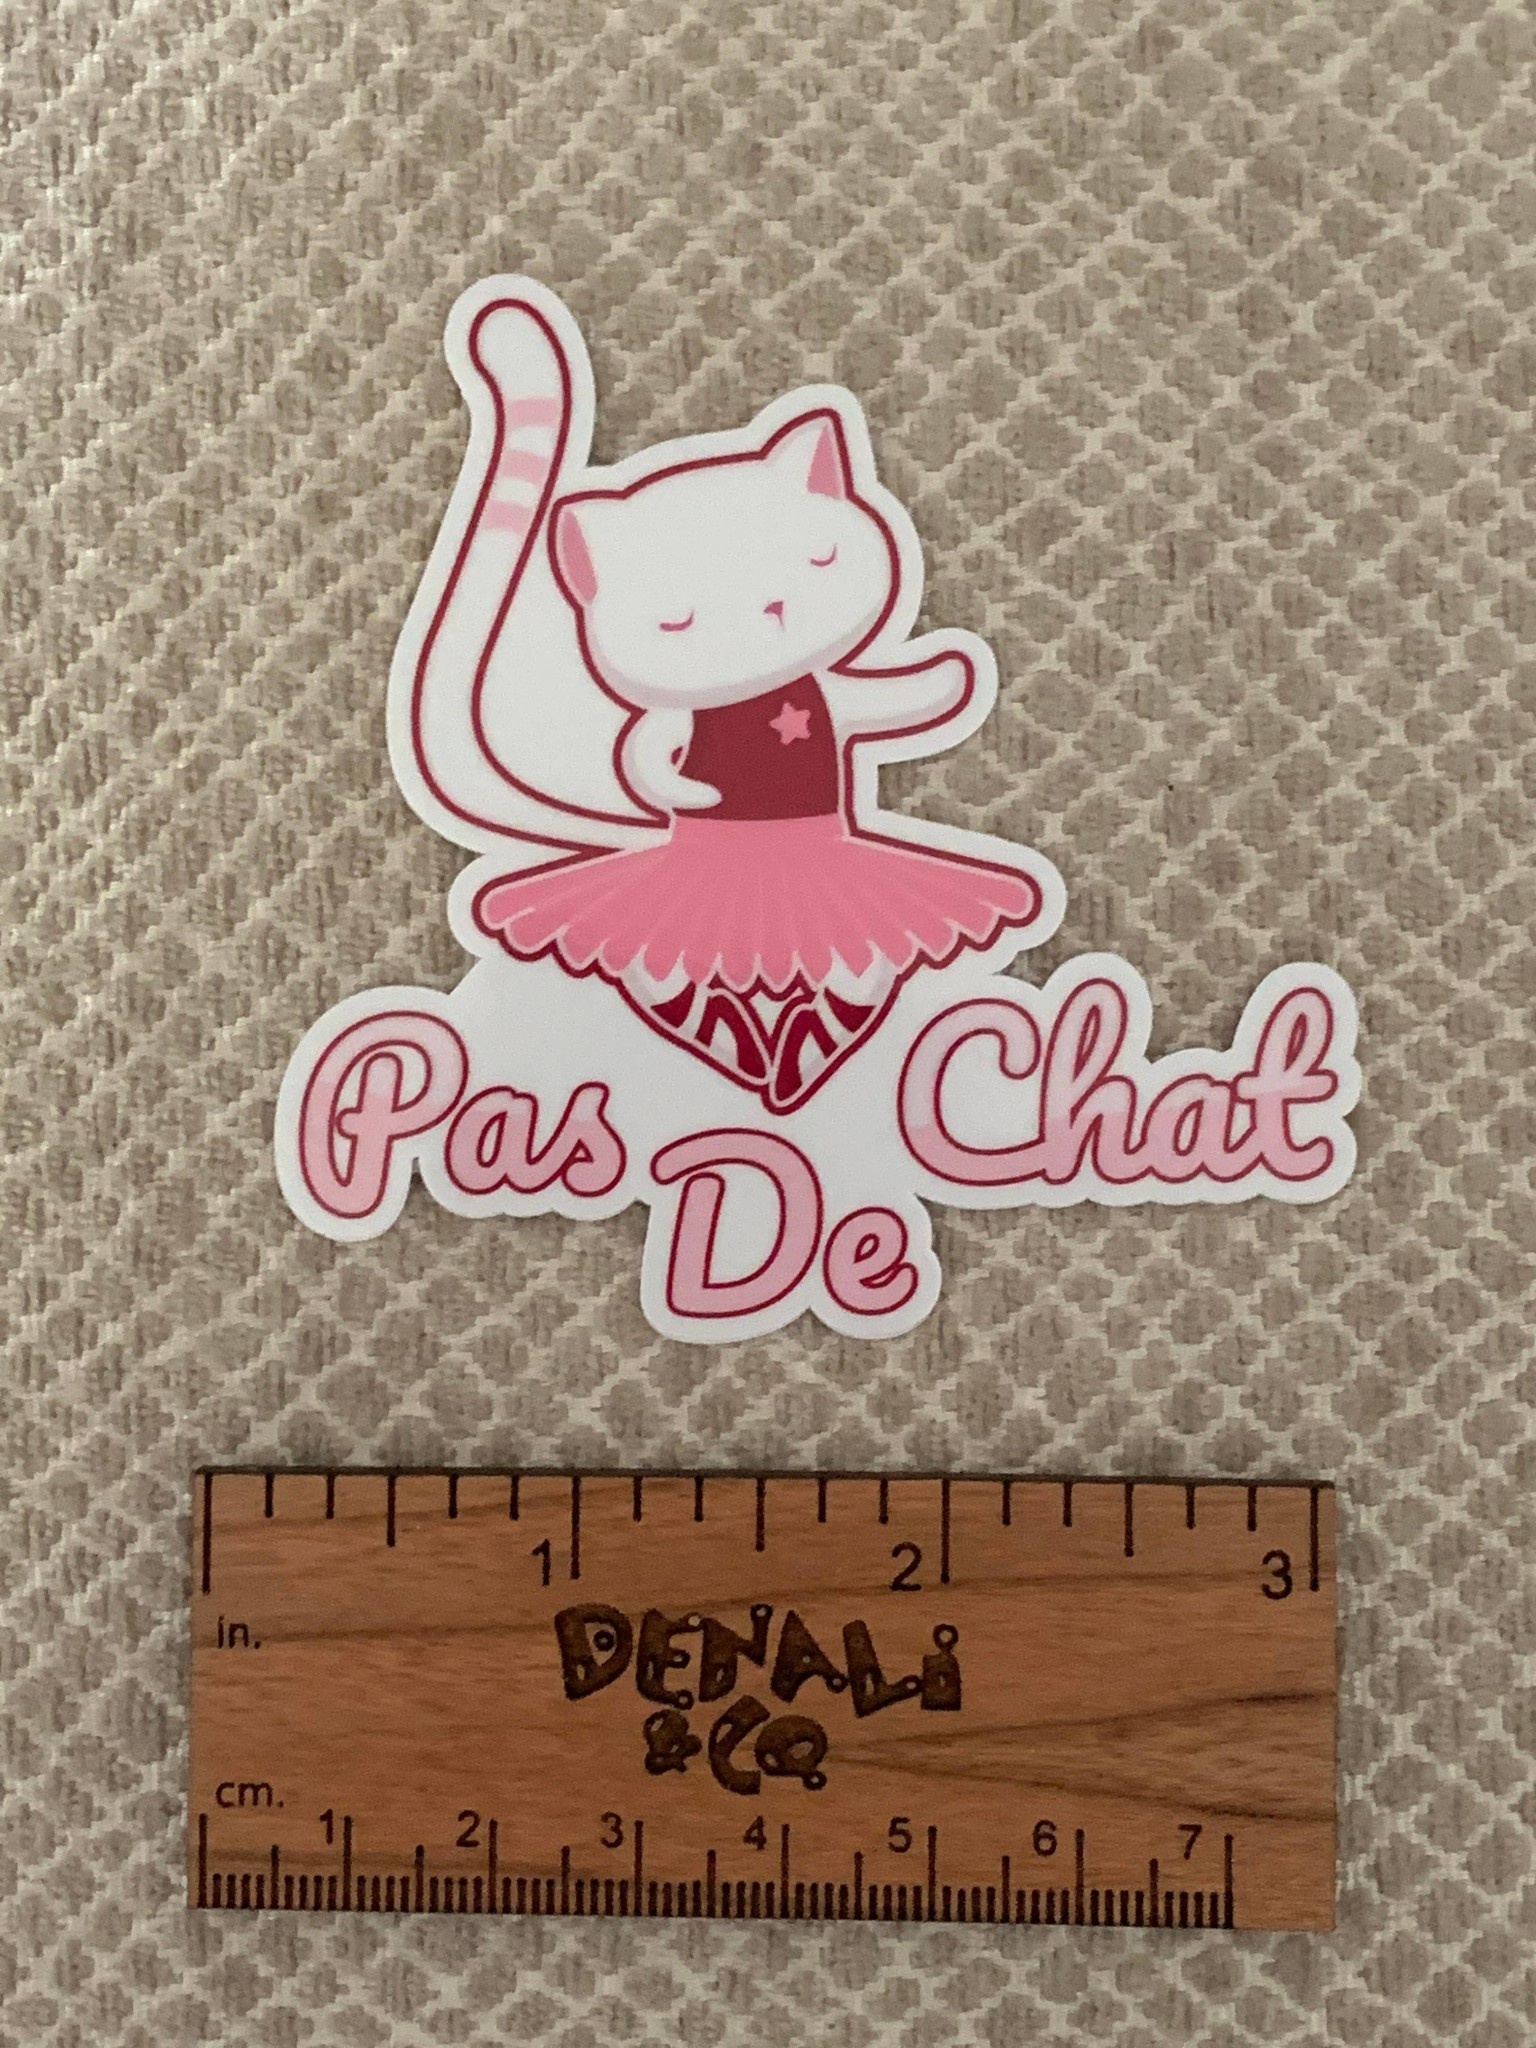 Pas De Chat
1 2 3
in.
DENALi
&CO
cm.
1 2 3 4 5 6 7